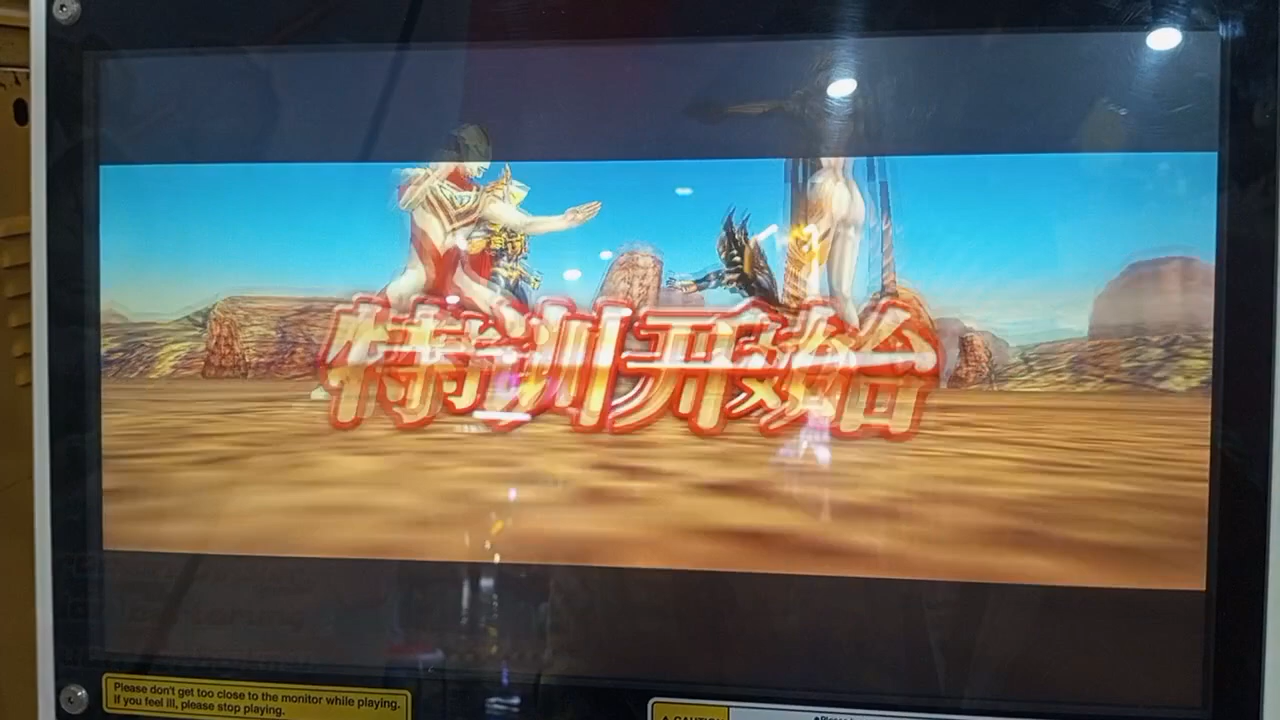 特训开始
Please don't get too close to the monitor while playing.
If you feel ill, please stop playing.
CAUTION